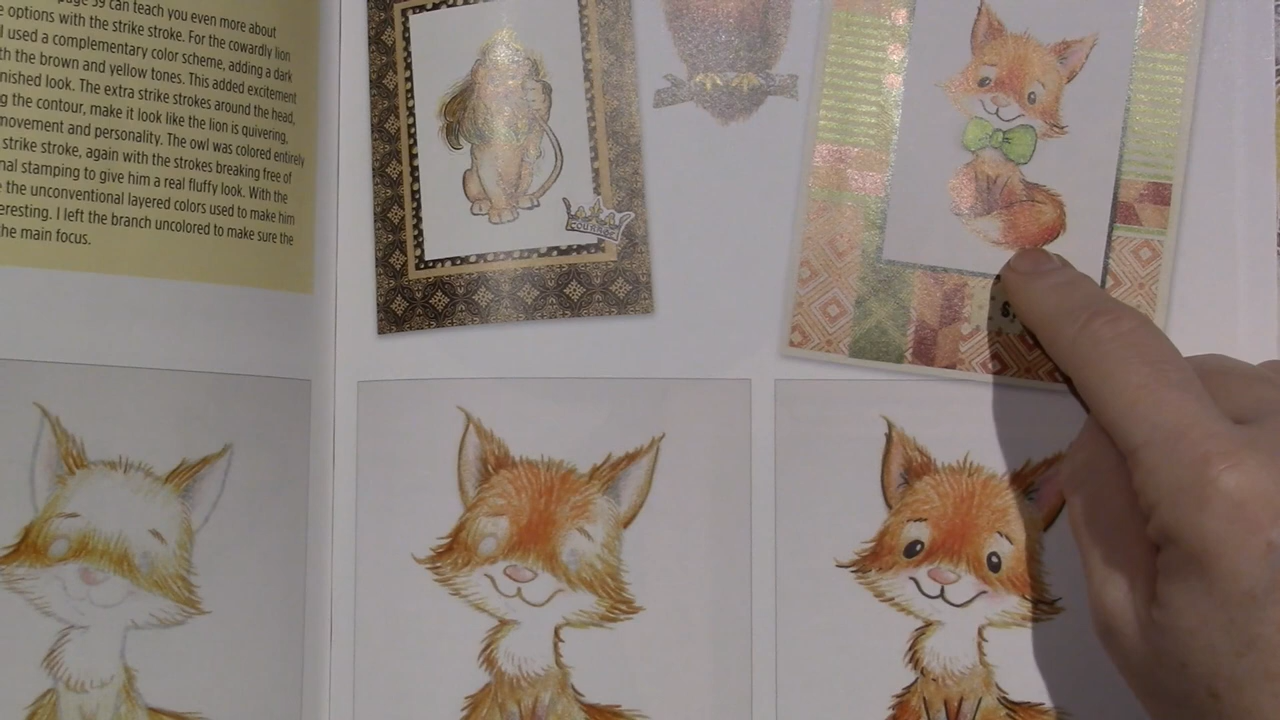 page 39 can teach you even more about
options with the strike stroke. For the cowardly lion
I used a complementary color scheme, adding a dark
the brown and yellow tones. This added excitement
look. The extra strike strokes around the head,
the contour, make it look like the lion is quivering,
movement and personality. The owl was colored entirely
strike stroke, again with the strokes breaking free of
stamping to give him a real fluffy look. With the
the unconventional layered colors used to make him
I left the branch uncolored to make sure the
the main focus.
COURAGE